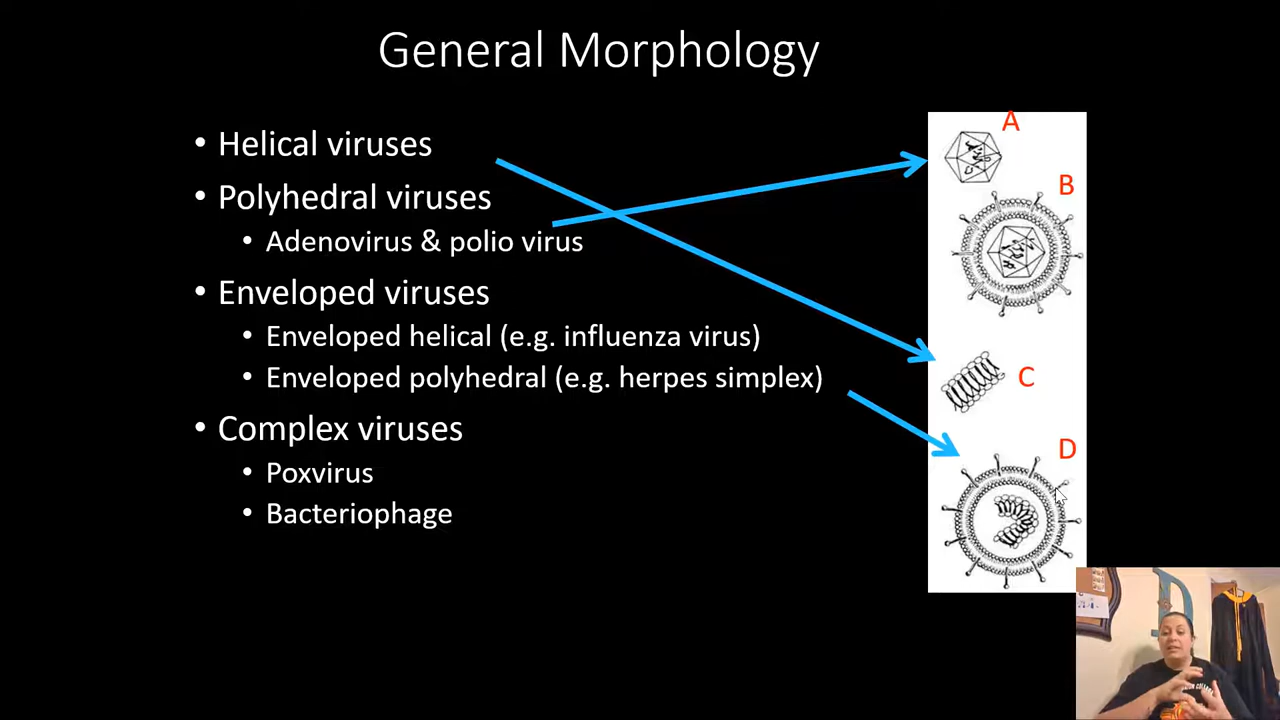 General Morphology
• Helical viruses
• Polyhedral viruses
• Adenovirus & polio virus
• Enveloped viruses
• Enveloped helical (e.g. influenza virus)
• Enveloped polyhedral (e.g. herpes simplex)
• Complex viruses
• Poxvirus
• Bacteriophage
A
B
C
D